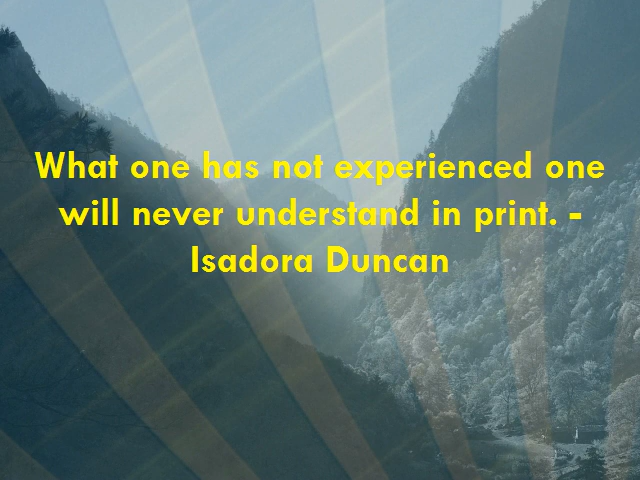 What one has not experienced one
will never understand in print. -
Isadora Duncan